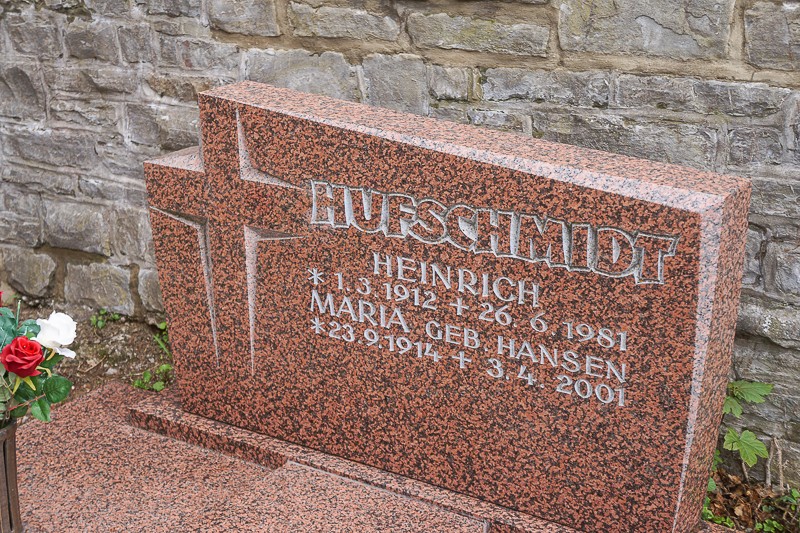 HUFSCHMIDT
HEINRICH
* 1.3.1912 + 26.6.1981
MARIA GEB HANSEN
*23.9.1914 + 3.4.2001